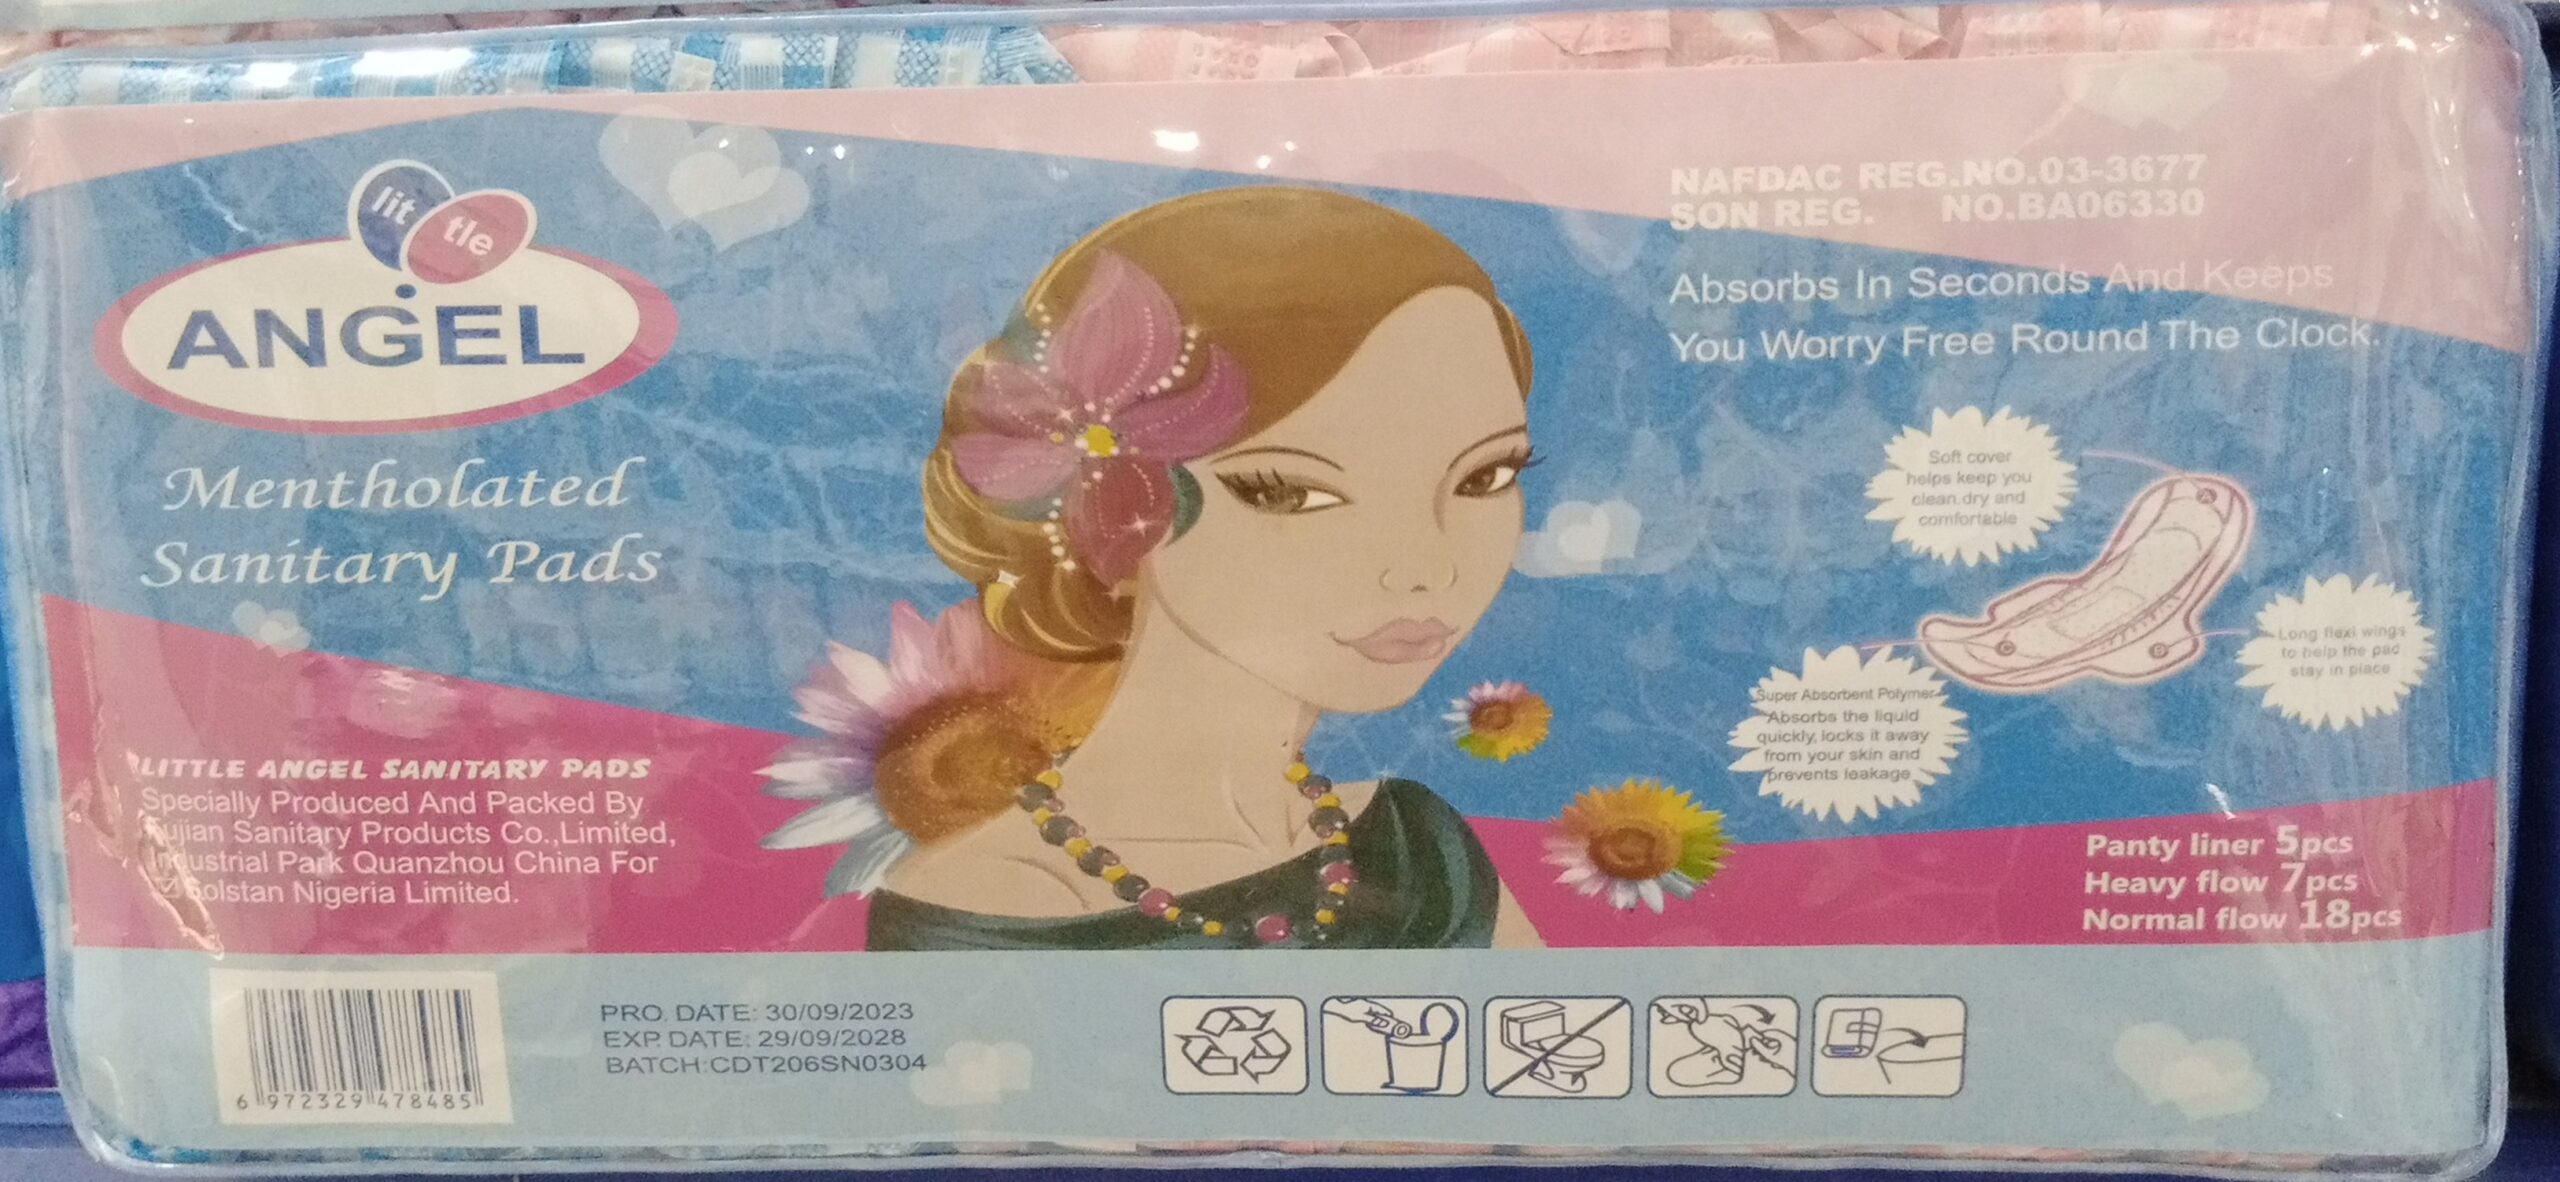 little
ANGEL
Mentholated
Sanitary Pads
LITTLE ANGEL SANITARY PADS
Specially Produced And Packed By
Fujian Sanitary Products Co.,Limited,
Industrial Park Quanzhou China For
Nigeria Limited.
6 972329 478485
PRO. DATE: 30/09/2023
EXP. DATE: 29/09/2028
BATCH:CDT206SN0304
NAFDAC REG.NO.03-3677
SON REG. NO.BA06330
Absorbs In Seconds And Keeps
You Worry Free Round The Clock.
Soft cover
helps keep you
clean.dry and
comfortable
A
B
C
Long flexi wings
to help the pad
stay in place
Super Absorbent Polymer
Absorbs the liquid
quickly, locks it away
from your skin and
prevents leakage
Panty liner 5pcs
Heavy flow 7pcs
Normal flow 18pcs